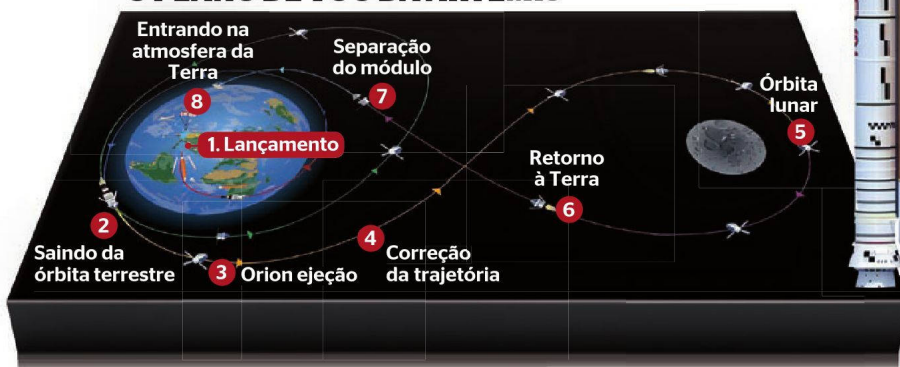 Entrando na
atmosfera da
Terra
8
1. Lançamento
2
Saindo da
órbita terrestre
3 Orion ejeção
4
Correção
da trajetória
Órbita
lunar
5
Retorno
à Terra
6
Separação
do módulo
7